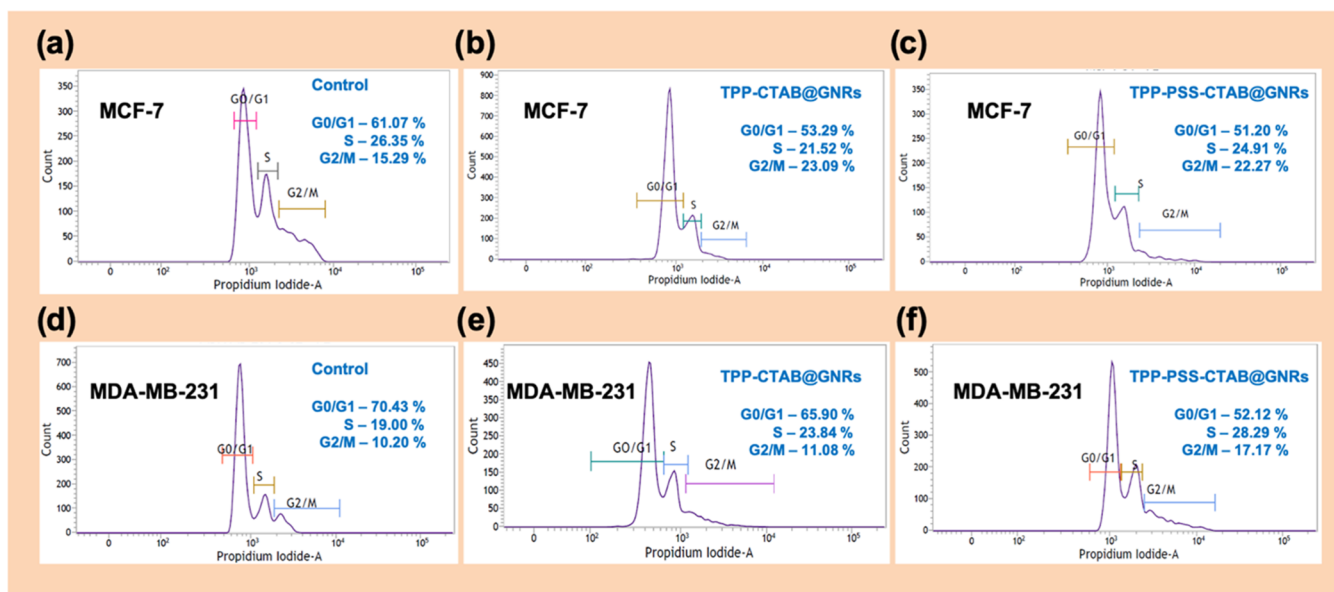 (a)
MCF-7
Control
G0/G1 – 61.07 %
S – 26.35 %
G2/M – 15.29 %
GO/G1
S
G2/M
Count
350
300
250
200
150
100
50
0
0 10² 10³ 10⁴ 10⁵
Propidium Iodide-A
(b)
MCF-7
TPP-CTAB@GNRs
G0/G1 – 53.29 %
S – 21.52 %
G2/M – 23.09 %
G0/G1
S
G2/M
Count
900
800
700
600
500
400
300
200
100
0
0 10² 10³ 10⁴ 10⁵
Propidium Iodide-A
(c)
MCF-7
TPP-PSS-CTAB@GNRs
G0/G1 – 51.20 %
S – 24.91 %
G2/M – 22.27 %
G0/G1
S
G2/M
Count
350
300
250
200
150
100
50
0
0 10² 10³ 10⁴ 10⁵
Propidium Iodide-A
(d)
MDA-MB-231
Control
G0/G1 – 70.43 %
S – 19.00 %
G2/M – 10.20 %
G0/G1
S
G2/M
Count
700
600
500
400
300
200
100
0
0 10² 10³ 10⁴ 10⁵
Propidium Iodide-A
(e)
MDA-MB-231
TPP-CTAB@GNRs
G0/G1 – 65.90 %
S – 23.84 %
G2/M – 11.08 %
GO/G1
S
G2/M
Count
450
400
350
300
250
200
150
100
50
0
0 10² 10³ 10⁴ 10⁵
Propidium Iodide-A
(f)
MDA-MB-231
TPP-PSS-CTAB@GNRs
G0/G1 – 52.12 %
S – 28.29 %
G2/M – 17.17 %
G0/G1
S
G2/M
Count
500
400
300
200
100
0
0 10² 10³ 10⁴ 10⁵
Propidium Iodide-A